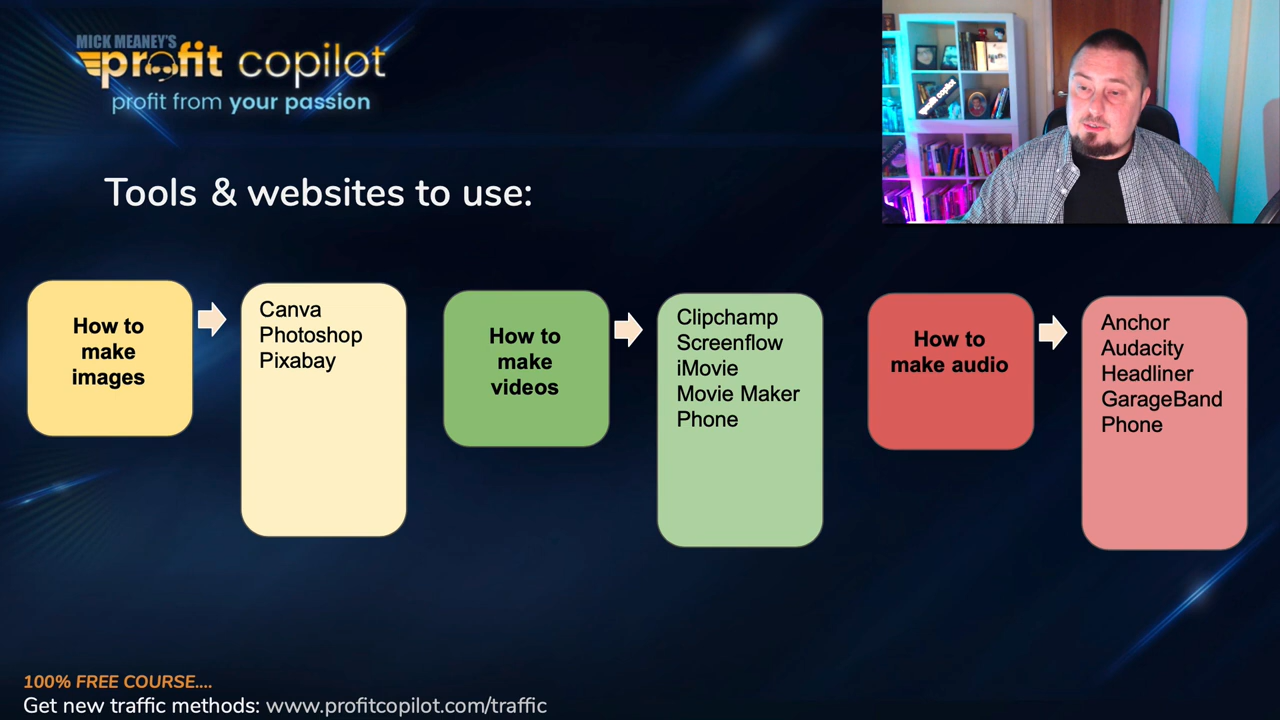 MICK MEANEY'S
profit copilot
profit from your passion
Tools & websites to use:
How to
make
images
Canva
Photoshop
Pixabay
How to
make
videos
Clipchamp
Screenflow
iMovie
Movie Maker
Phone
How to
make audio
Anchor
Audacity
Headliner
GarageBand
Phone
100% FREE COURSE....
Get new traffic methods: www.profitcopilot.com/traffic
profit copilot